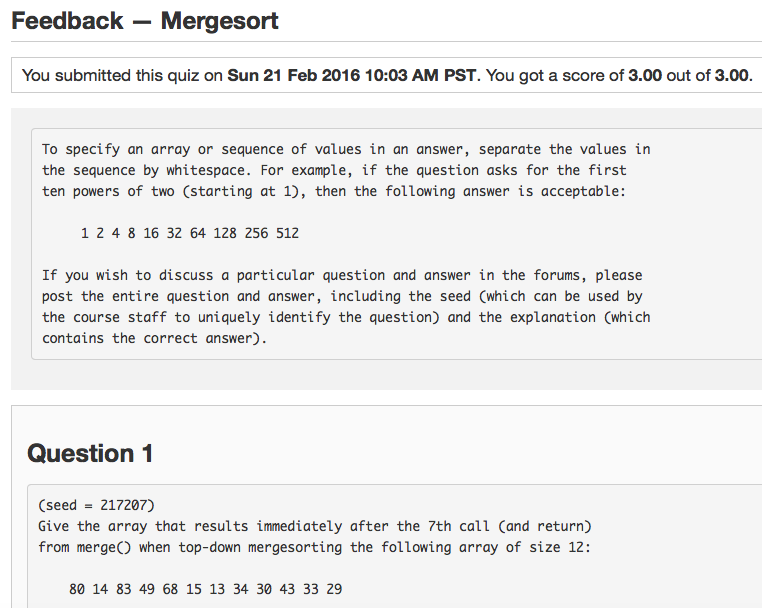 Feedback — Mergesort
You submitted this quiz on Sun 21 Feb 2016 10:03 AM PST. You got a score of 3.00 out of 3.00.
To specify an array or sequence of values in an answer, separate the values in
the sequence by whitespace. For example, if the question asks for the first
ten powers of two (starting at 1), then the following answer is acceptable:
1 2 4 8 16 32 64 128 256 512
If you wish to discuss a particular question and answer in the forums, please
post the entire question and answer, including the seed (which can be used by
the course staff to uniquely identify the question) and the explanation (which
contains the correct answer).
Question 1
(seed = 217207)
Give the array that results immediately after the 7th call (and return)
from merge() when top-down mergesorting the following array of size 12:
80 14 83 49 68 15 13 34 30 43 33 29